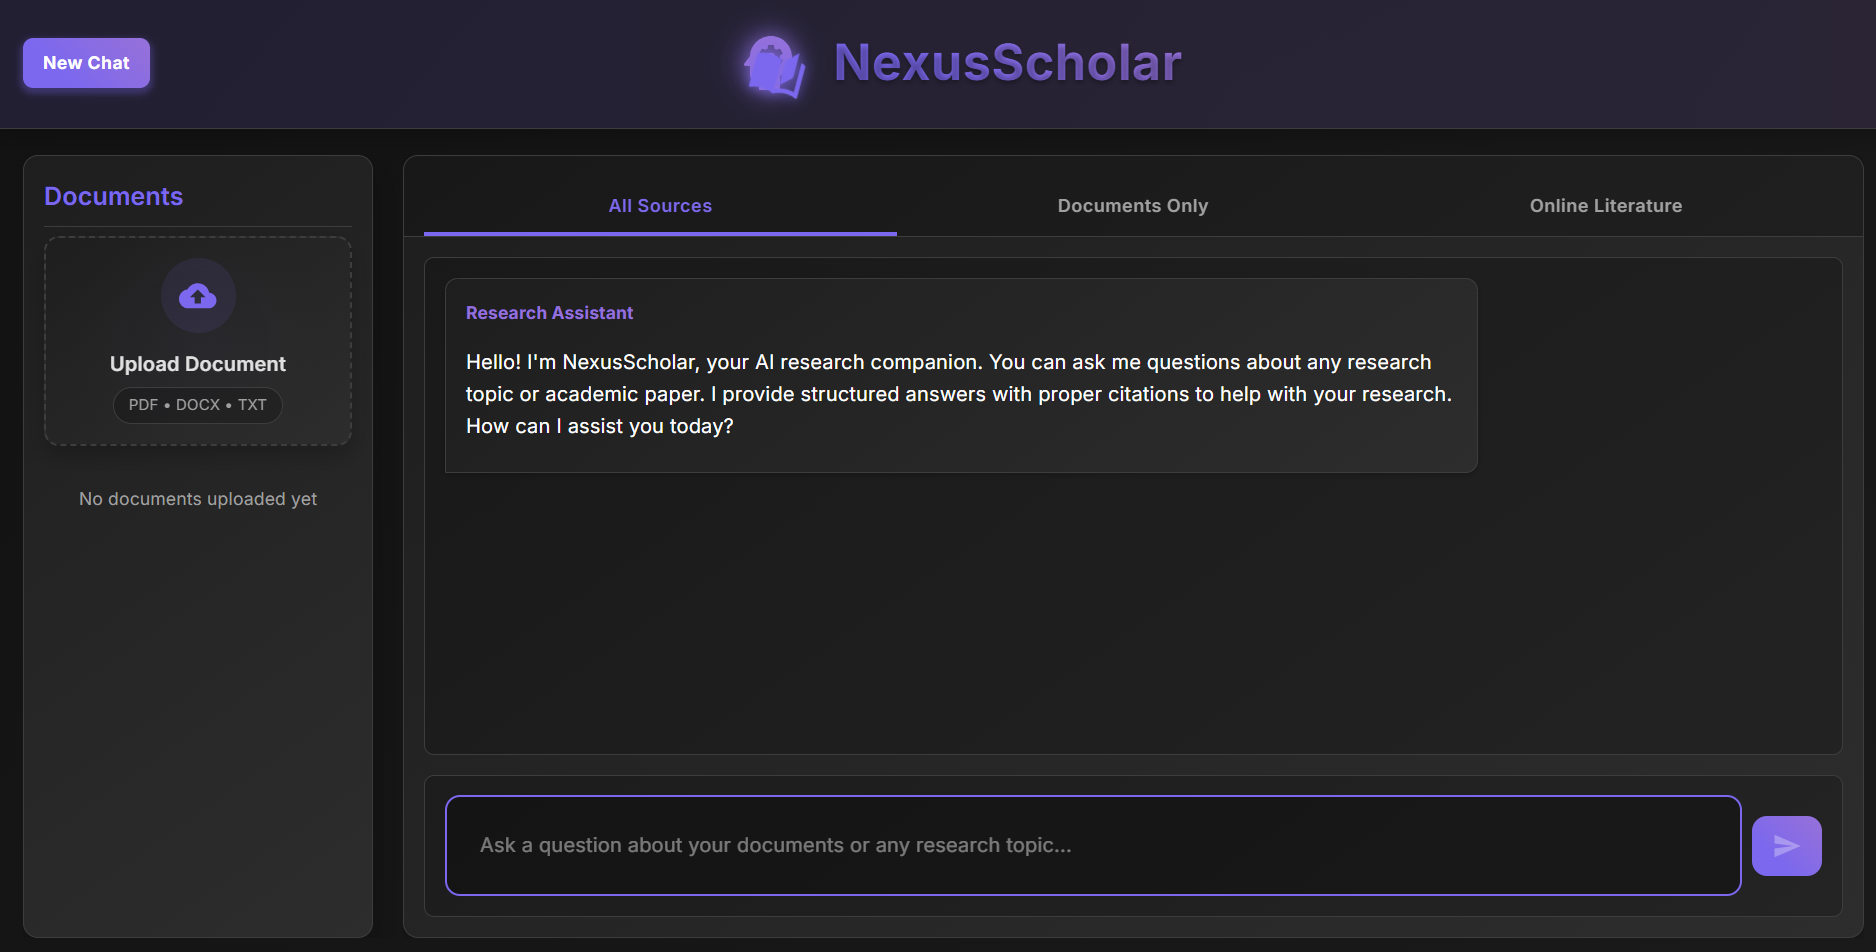 New Chat
NexusScholar
Documents
Upload Document
PDF • DOCX • TXT
No documents uploaded yet
All Sources
Documents Only
Online Literature
Research Assistant
Hello! I'm NexusScholar, your AI research companion. You can ask me questions about any research
topic or academic paper. I provide structured answers with proper citations to help with your research.
How can I assist you today?
Ask a question about your documents or any research topic...